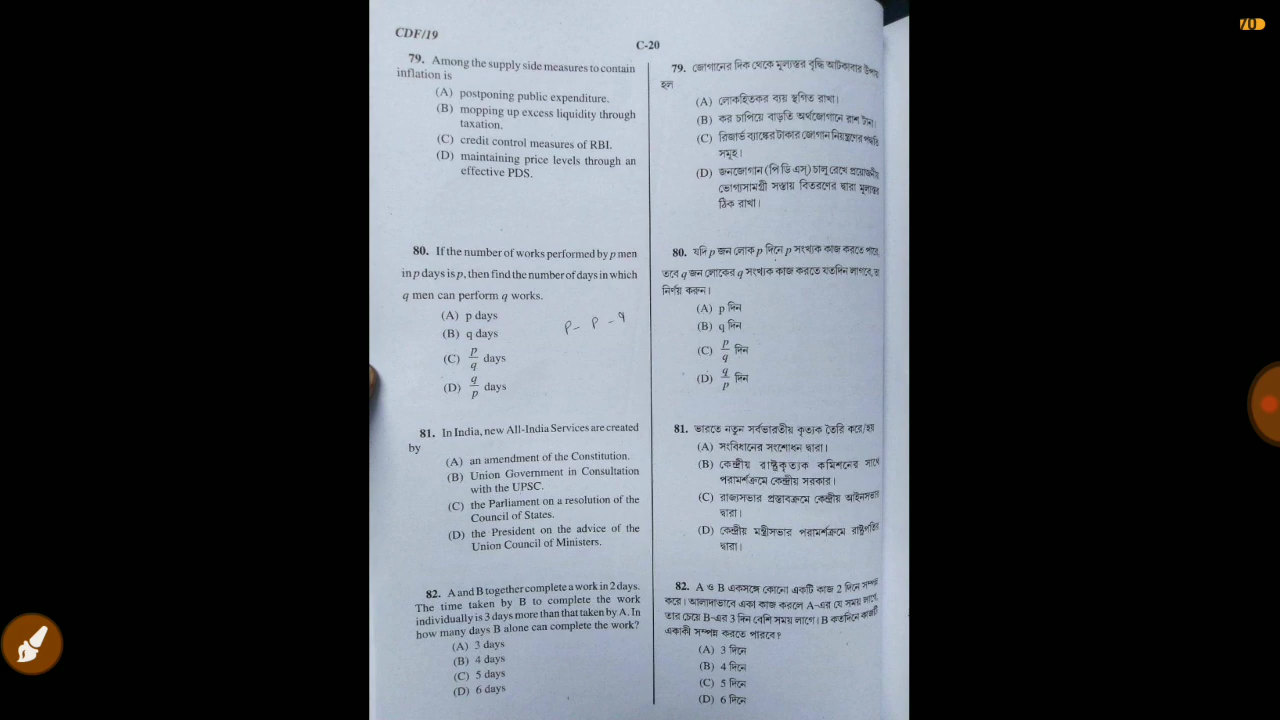 CDF/19
C-20
79. Among the supply side measures to contain
inflation is
(A) postponing public expenditure.
(B) mopping up excess liquidity through
taxation.
(C) credit control measures of RBI.
(D) maintaining price levels through an
effective PDS.
80. If the number of works performed by p men
in p days is p, then find the number of days in which
q men can perform q works.
(A) p days
(B) q days
(C) p/q days
(D) q/p days
p- p - q
81. In India, new All-India Services are created
by
(A) an amendment of the Constitution.
(B) Union Government in Consultation
with the UPSC.
(C) the Parliament on a resolution of the
Council of States.
(D) the President on the advice of the
Union Council of Ministers.
82. A and B together complete a work in 2 days.
The time taken by B to complete the work
individually is 3 days more than that taken by A. In
how many days B alone can complete the work?
(A) 3 days
(B) 4 days
(C) 5 days
(D) 6 days
79. জোগানের দিক থেকে মূল্যস্তর বৃদ্ধি আটকাবার উপায়
হল
(A) লোকহিতকর ব্যয় স্থগিত রাখা।
(B) কর চাপিয়ে বাড়তি অর্থজোগানে রাশ টানা।
(C) রিজার্ভ ব্যাঙ্কের টাকার জোগান নিয়ন্ত্রণের পদ্ধতি
সমূহ।
(D) জনজোগান (পি ডি এস্) চালু রেখে প্রয়োজনীয়
ভোগ্যসামগ্রী সস্তায় বিতরণের দ্বারা মূল্যস্তর
ঠিক রাখা।
80. যদি p জন লোক p দিনে p সংখ্যক কাজ করতে পারে,
তবে q জন লোকের q সংখ্যক কাজ করতে যতদিন লাগবে, তা
নির্ণয় করুন।
(A) p দিন
(B) q দিন
(C) p/q দিন
(D) q/p দিন
81. ভারতে নতুন সর্বভারতীয় কৃত্যক তৈরি করে/হয়
(A) সংবিধানের সংশোধন দ্বারা।
(B) কেন্দ্রীয় রাষ্ট্রকৃত্যক কমিশনের সাথে
পরামর্শক্রমে কেন্দ্রীয় সরকার।
(C) রাজ্যসভার প্রস্তাবক্রমে কেন্দ্রীয় আইনসভার
দ্বারা।
(D) কেন্দ্রীয় মন্ত্রীসভার পরামর্শক্রমে রাষ্ট্রপতির
দ্বারা।
82. A ও B একসঙ্গে কোনো একটি কাজ 2 দিনে সম্পূর্ণ
করে। আলাদাভাবে একা কাজ করলে A-এর যে সময় লাগে,
তার চেয়ে B-এর 3 দিন বেশি সময় লাগে। B কতদিনে কাজটি
একাকী সম্পন্ন করতে পারবে?
(A) 3 দিনে
(B) 4 দিনে
(C) 5 দিনে
(D) 6 দিনে